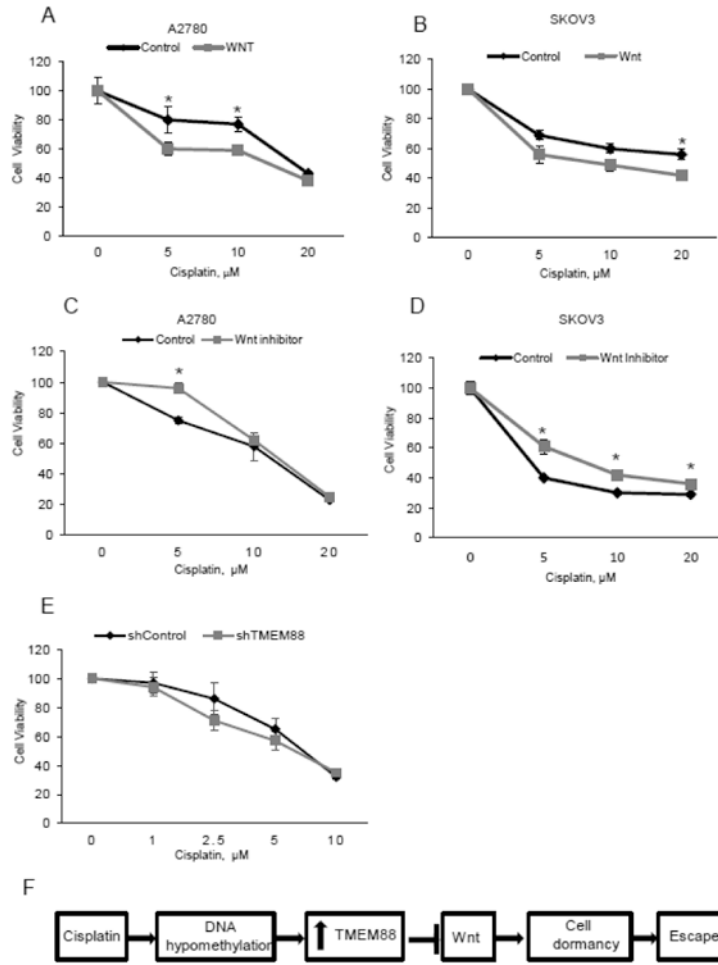 A
A2780
Control WNT
Cell Viability
120
100
80
60
40
20
0
* *
0 5 10 20
Cisplatin, µM
B
SKOV3
Control Wnt
Cell Viability
120
100
80
60
40
20
0
*
0 5 10 20
Cisplatin, µM
C
A2780
Control Wnt inhibitor
Cell Viability
120
100
80
60
40
20
0
*
0 5 10 20
Cisplatin, µM
D
SKOV3
Control Wnt Inhibitor
Cell Viability
120
100
80
60
40
20
0
* * *
0 5 10 20
Cisplatin, µM
E
shControl shTMEM88
Cell Viability
120
100
80
60
40
20
0
0 1 2.5 5 10
Cisplatin, µM
F
Cisplatin
DNA
hypomethylation
TMEM88
Wnt
Cell
dormancy
Escape